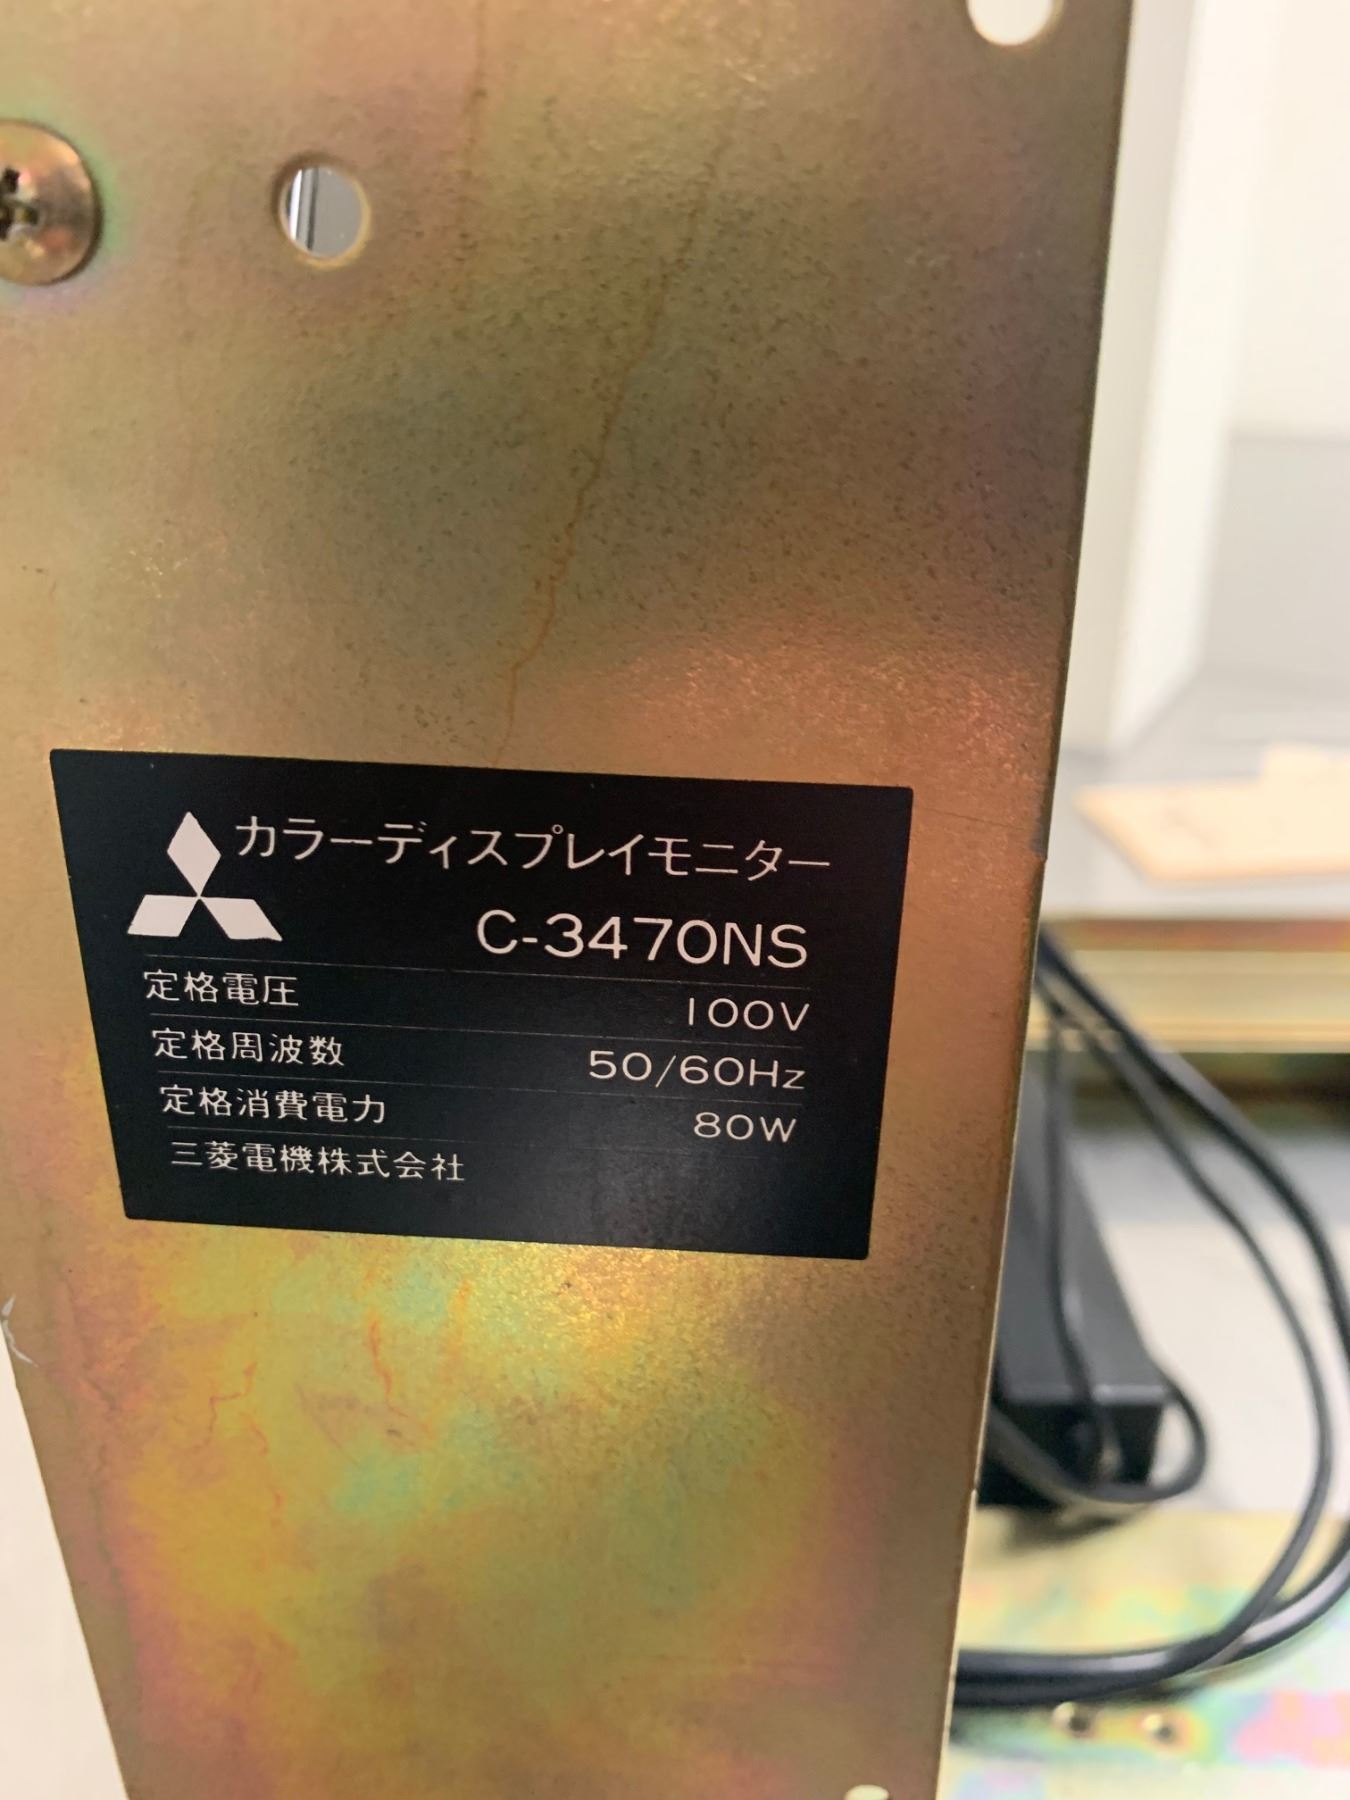 カラーディスプレイモニター
C-3470NS
定格電圧 100V
定格周波数 50/60Hz
定格消費電力 80W
三菱電機株式会社